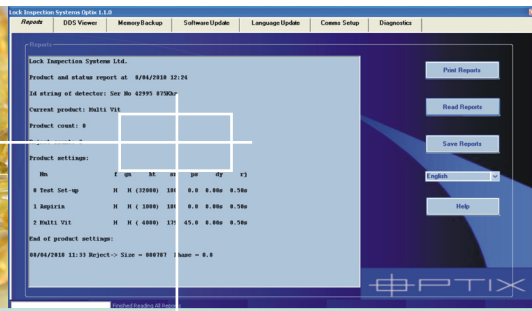 Lock Inspection Systems Optix 1.1.0
Reports DDS Viewer Memory Backup Software Update Language Update Comms Setup Diagnostics
Reports
Lock Inspection Systems Ltd.
Product and status report at 8/04/2010 12:24
Id string of detector: Ser No 42995 875Khz
Current product: Multi Vit
Product count: 0
Product settings:
Nn f gn ht ps dy rj
0 Test Set-up H H (32000) 0.0 0.00s 0.50s
1 Aspirin H H ( 1000) 0.0 0.00s 0.50s
2 Multi Vit H H ( 4000) 45.0 0.00s 0.50s
End of product settings:
08/04/2010 11:33 Reject-> Size = Phase = 0.0
Print Reports
Read Reports
Save Reports
English
Help
OPTIX
Finished Reading All Reports